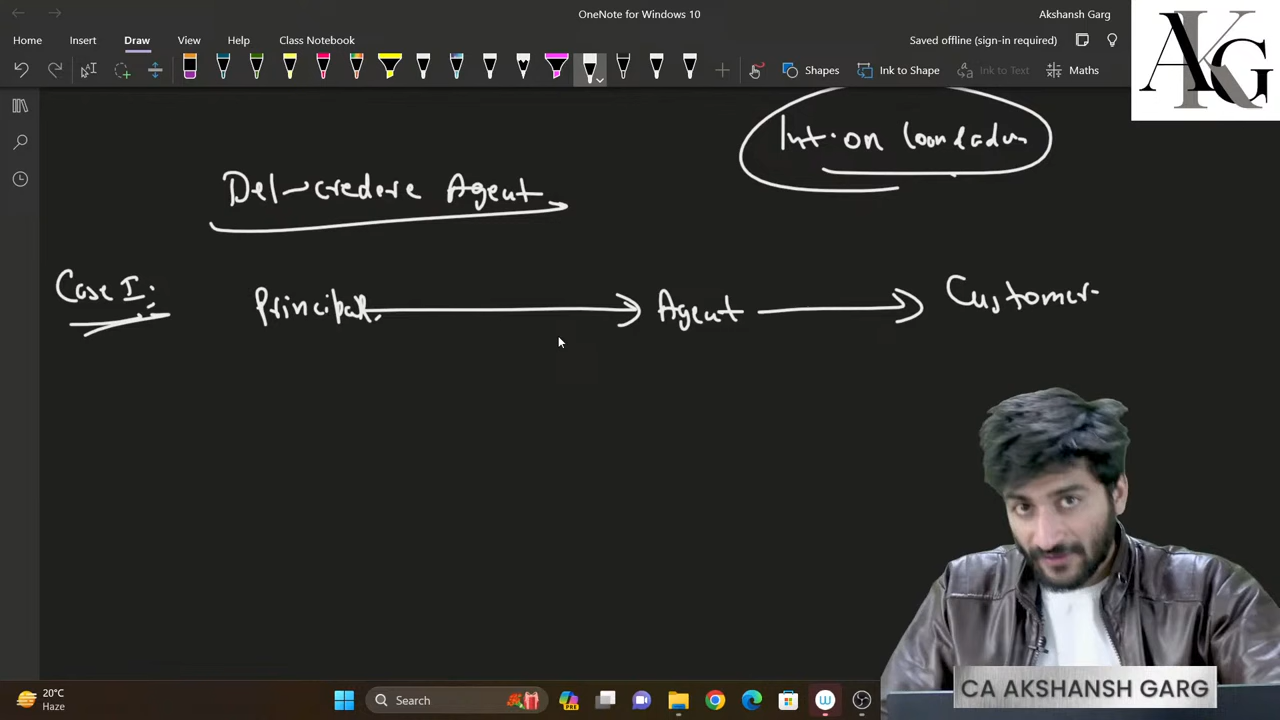 OneNote for Windows 10
Akshansh Garg
Home Insert Draw View Help Class Notebook
Saved offline (sign-in required)
Shapes Ink to Shape Ink to Text Maths
AKG
Int. on
Del-credere Agent
Case I:
Principal Agent Customer
CA AKSHANSH GARG
20°C
Haze
Search
PRE